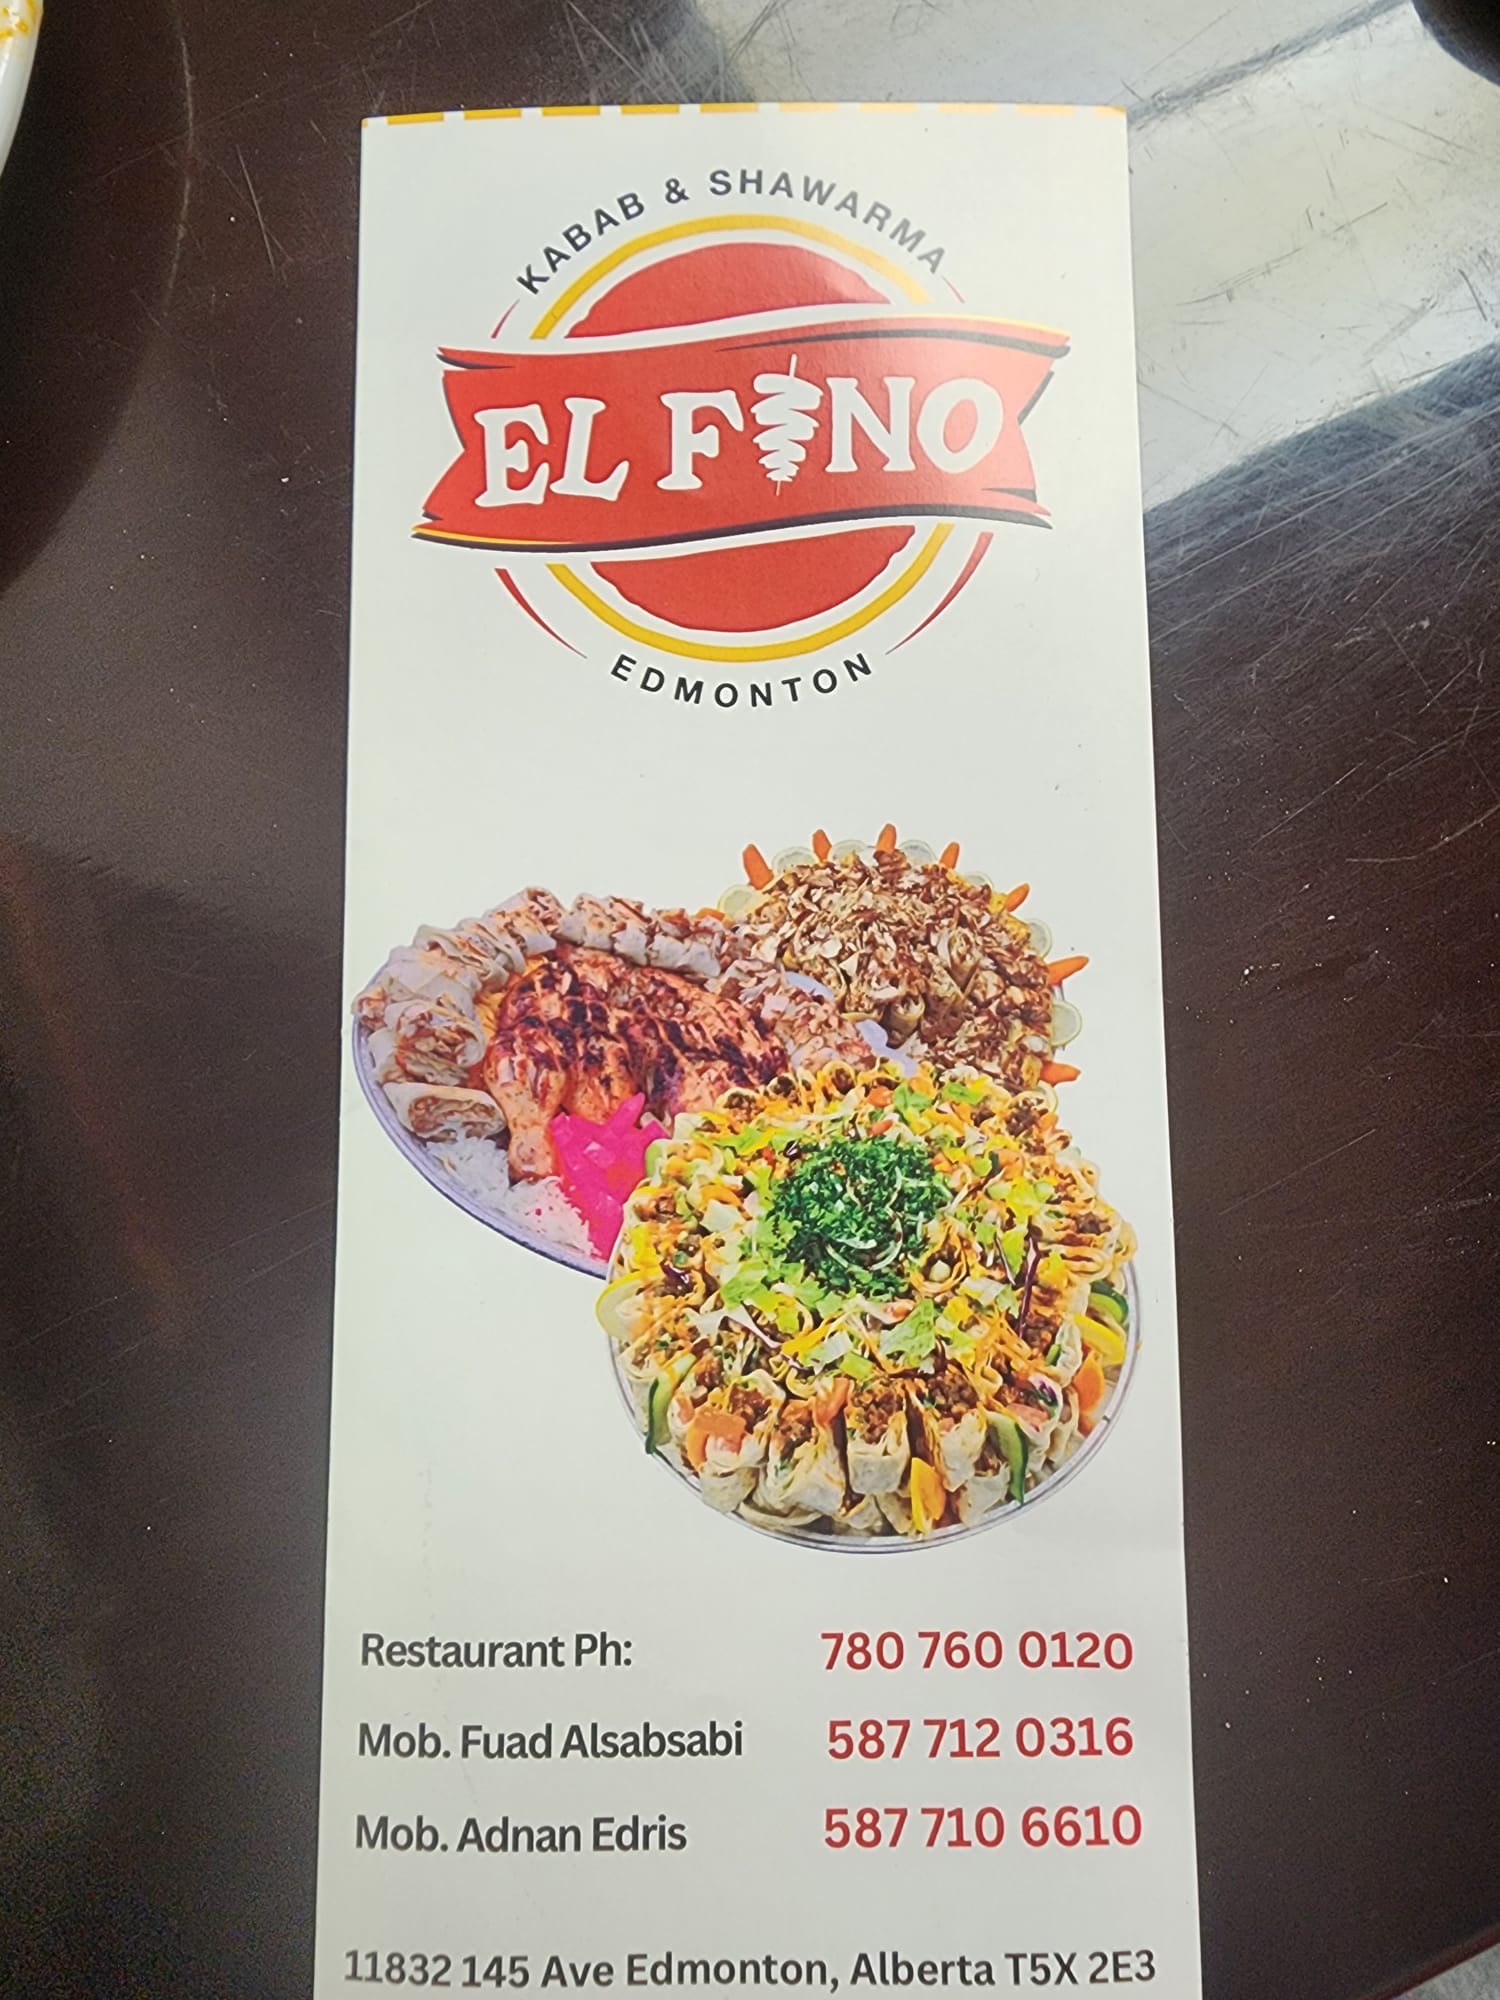 KABAB & SHAWARMA
EL FINO
EDMONTON
Restaurant Ph: 780 760 0120
Mob. Fuad Alsabsabi 587 712 0316
Mob. Adnan Edris 587 710 6610
11832 145 Ave Edmonton, Alberta T5X 2E3